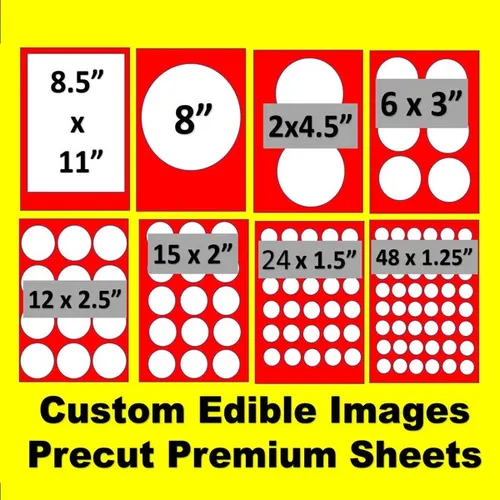 8.5”
x
11”
8”
2x4.5”
6 x 3”
12 x 2.5”
15 x 2”
24 x 1.5”
48 x 1.25”
Custom Edible Images
Precut Premium Sheets